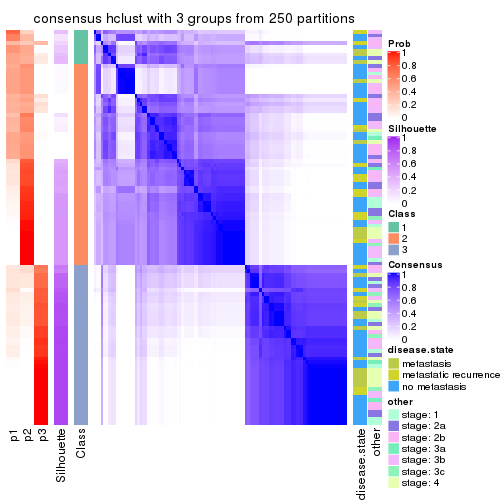 consensus hclust with 3 groups from 250 partitions
Prob
1
0.8
0.6
0.4
0.2
0
Silhouette
1
0.8
0.6
0.4
0.2
0
Class
1
2
3
Consensus
1
0.8
0.6
0.4
0.2
0
disease.state
metastasis
metastatic recurrence
no metastasis
other
stage: 1
stage: 2a
stage: 2b
stage: 3a
stage: 3b
stage: 3c
stage: 4
p1
p2
p3
Silhouette
Class
disease.state
other